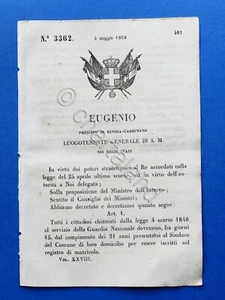 N.° 3362.
3 maggio 1859
401
EUGENIO
PRINCIPE DI SAVOIA-CARIGNANO
LUOGOTENENTE GENERALE DI S. M.
NEI REGII STATI
In virtù dei poteri straordinarii al Re accordati colla
legge del 25 aprile ultimo scorso, ed in virtù dell'au-
torità a Noi delegata;
Sulla proposizione del Ministro dell'Interno;
Sentito il Consiglio dei Ministri;
Abbiamo decretato e decretiamo quanto segue:
Art. 1.
Tutti i cittadini chiamati dalla legge 4 marzo 1848
al servizio della Guardia Nazionale dovranno, fra giorni
15, dal compimento dei 21 anni presentarsi al Sindaco
del Comune di loro domicilio per essere iscritti sul
registro di matricola.
Vol. XXVIII.